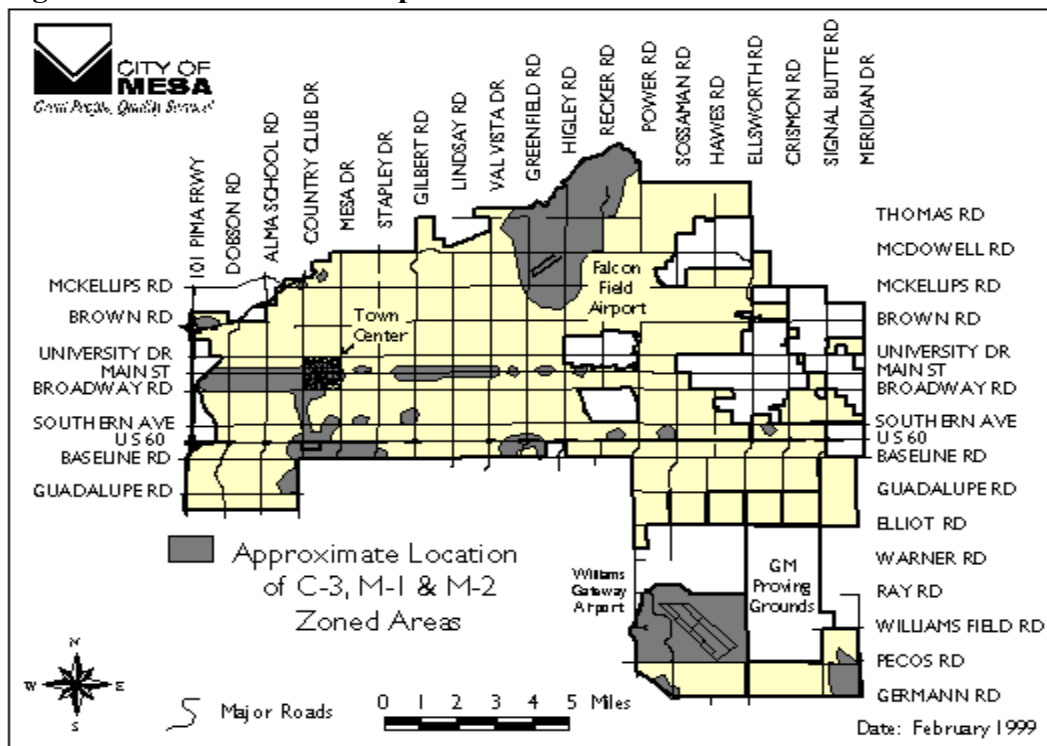 CITY OF
MESA
Great People, Quality Service!
101 PIMA FRWY
DOBSON RD
ALMA SCHOOL RD
COUNTRY CLUB DR
MESA DR
STAPLEY DR
GILBERT RD
LINDSAY RD
VAL VISTA DR
GREENFIELD RD
HIGLEY RD
RECKER RD
POWER RD
SOSSAMAN RD
HAWES RD
ELLSWORTH RD
CRISMON RD
SIGNAL BUTTE RD
MERIDIAN DR
MCKELLIPS RD
BROWN RD
UNIVERSITY DR
MAIN ST
BROADWAY RD
SOUTHERN AVE
US 60
BASELINE RD
GUADALUPE RD
Town
Center
Falcon
Field
Airport
THOMAS RD
MCDOWELL RD
MCKELLIPS RD
BROWN RD
UNIVERSITY DR
MAIN ST
BROADWAY RD
SOUTHERN AVE
US 60
BASELINE RD
GUADALUPE RD
ELLIOT RD
WARNER RD
RAY RD
WILLIAMS FIELD RD
PECOS RD
GERMANN RD
Approximate Location
of C-3, M-1 & M-2
Zoned Areas
Williams
Gateway
Airport
GM
Proving
Grounds
N
W E
S
Major Roads
0 1 2 3 4 5 Miles
Date: February 1999